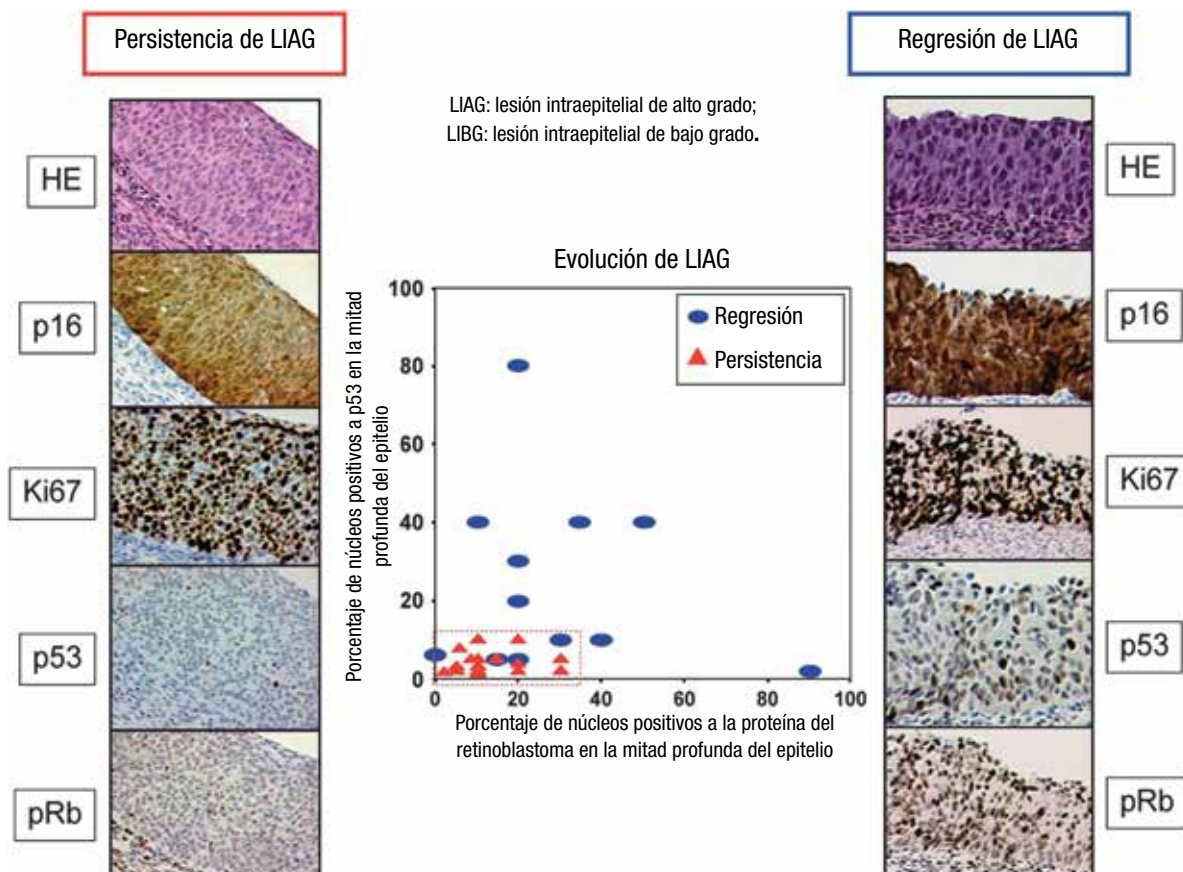 Persistencia de LIAG
Regresión de LIAG
LIAG: lesión intraepitelial de alto grado;
LIBG: lesión intraepitelial de bajo grado.
HE
p16
Ki67
p53
pRb
Evolución de LIAG
Porcentaje de núcleos positivos a p53 en la mitad
profunda del epitelio
100
80
60
40
20
0
Regresión
Persistencia
0 20 40 60 80 100
Porcentaje de núcleos positivos a la proteína del
retinoblastoma en la mitad profunda del epitelio
HE
p16
Ki67
p53
pRb